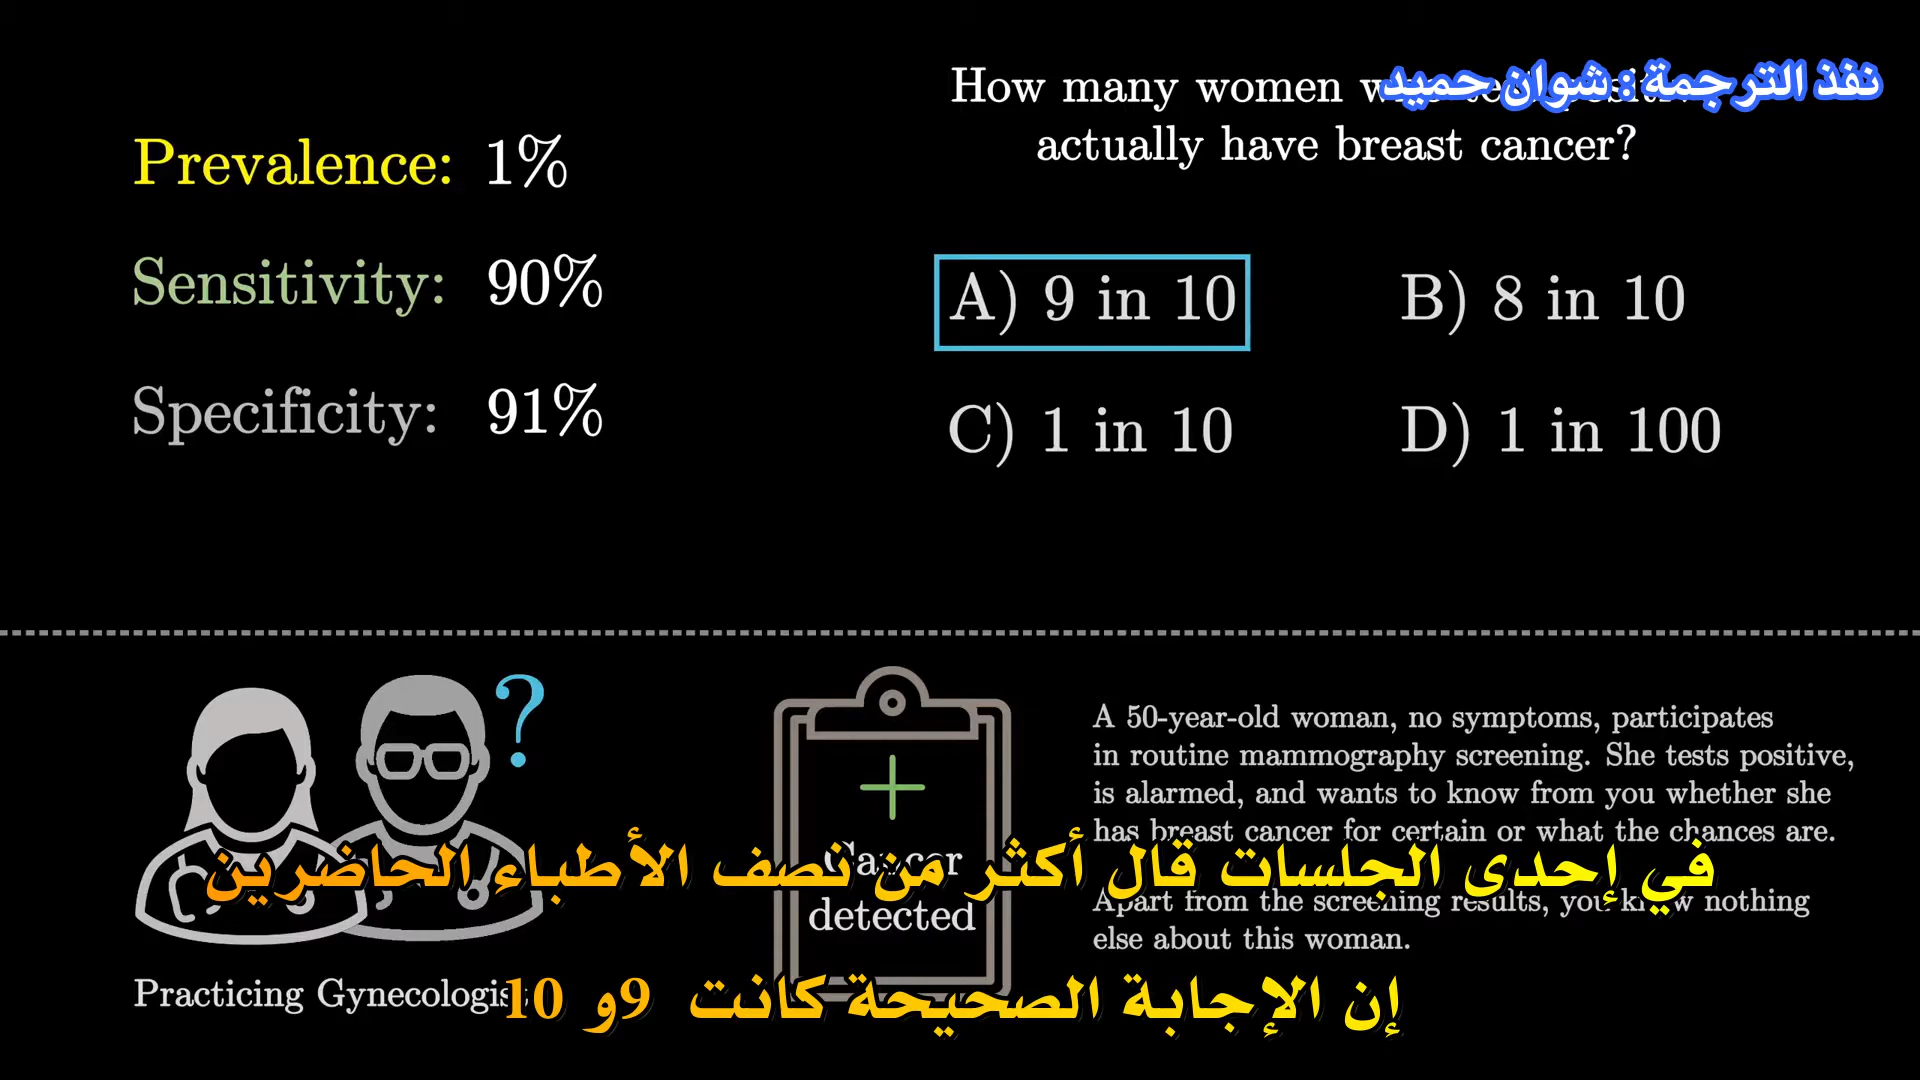 How many women
نفذ الترجمة : شوان حميد
actually have breast cancer?
Prevalence: 1%
Sensitivity: 90%
Specificity: 91%
A) 9 in 10
B) 8 in 10
C) 1 in 10
D) 1 in 100
?
+
Cancer
detected
Practicing Gynecologist
A 50-year-old woman, no symptoms, participates
in routine mammography screening. She tests positive,
is alarmed, and wants to know from you whether she
has breast cancer for certain or what the chances are.
Apart from the screening results, you know nothing
else about this woman.
في إحدى الجلسات قال أكثر من نصف الأطباء الحاضرين
إن الإجابة الصحيحة كانت 9و 10